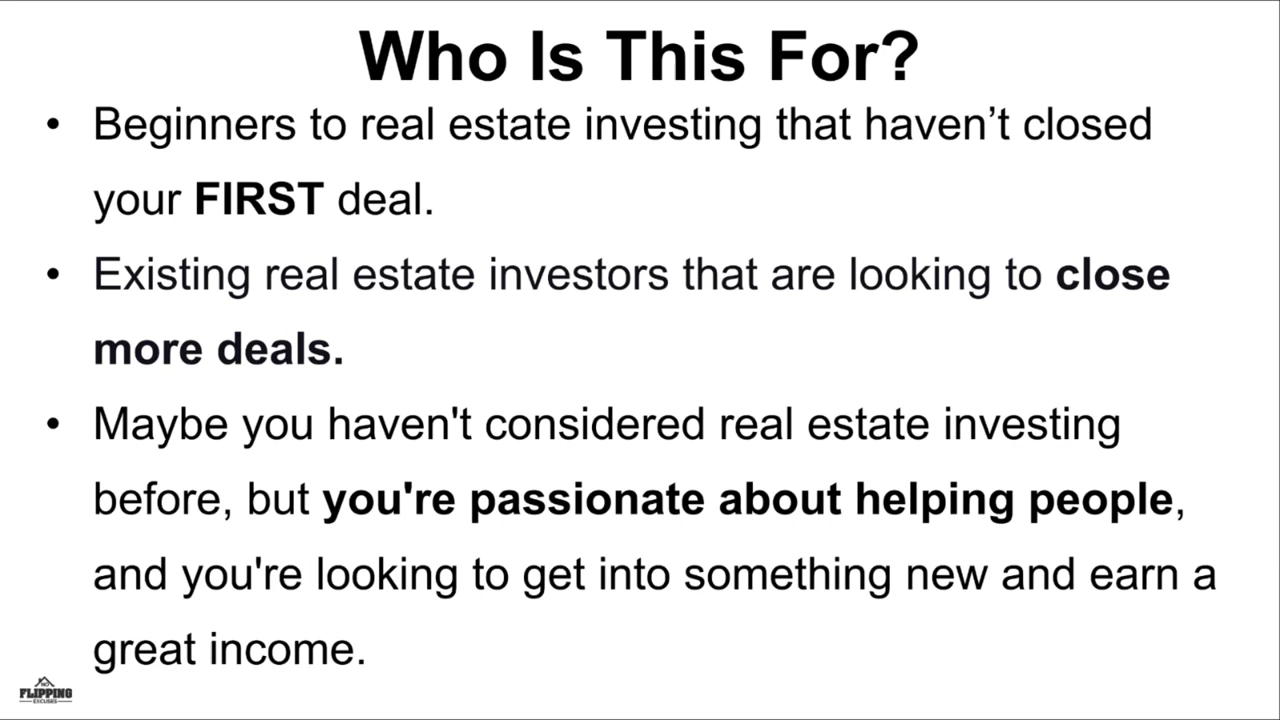 Who Is This For?
• Beginners to real estate investing that haven’t closed
your FIRST deal.
• Existing real estate investors that are looking to close
more deals.
• Maybe you haven't considered real estate investing
before, but you're passionate about helping people,
and you're looking to get into something new and earn a
great income.
NO
FLIPPING
EXCUSES